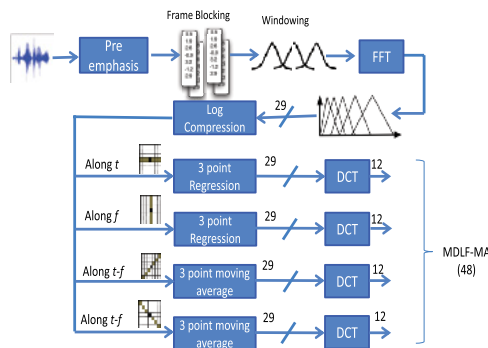 Frame Blocking
Windowing
Pre
emphasis
FFT
Log
Compression
29
Along t
3 point
Regression
29
DCT
12
Along f
3 point
Regression
29
DCT
12
Along t-f
3 point moving
average
29
DCT
12
Along t-f
3 point moving
average
29
DCT
12
MDLF-MA
(48)